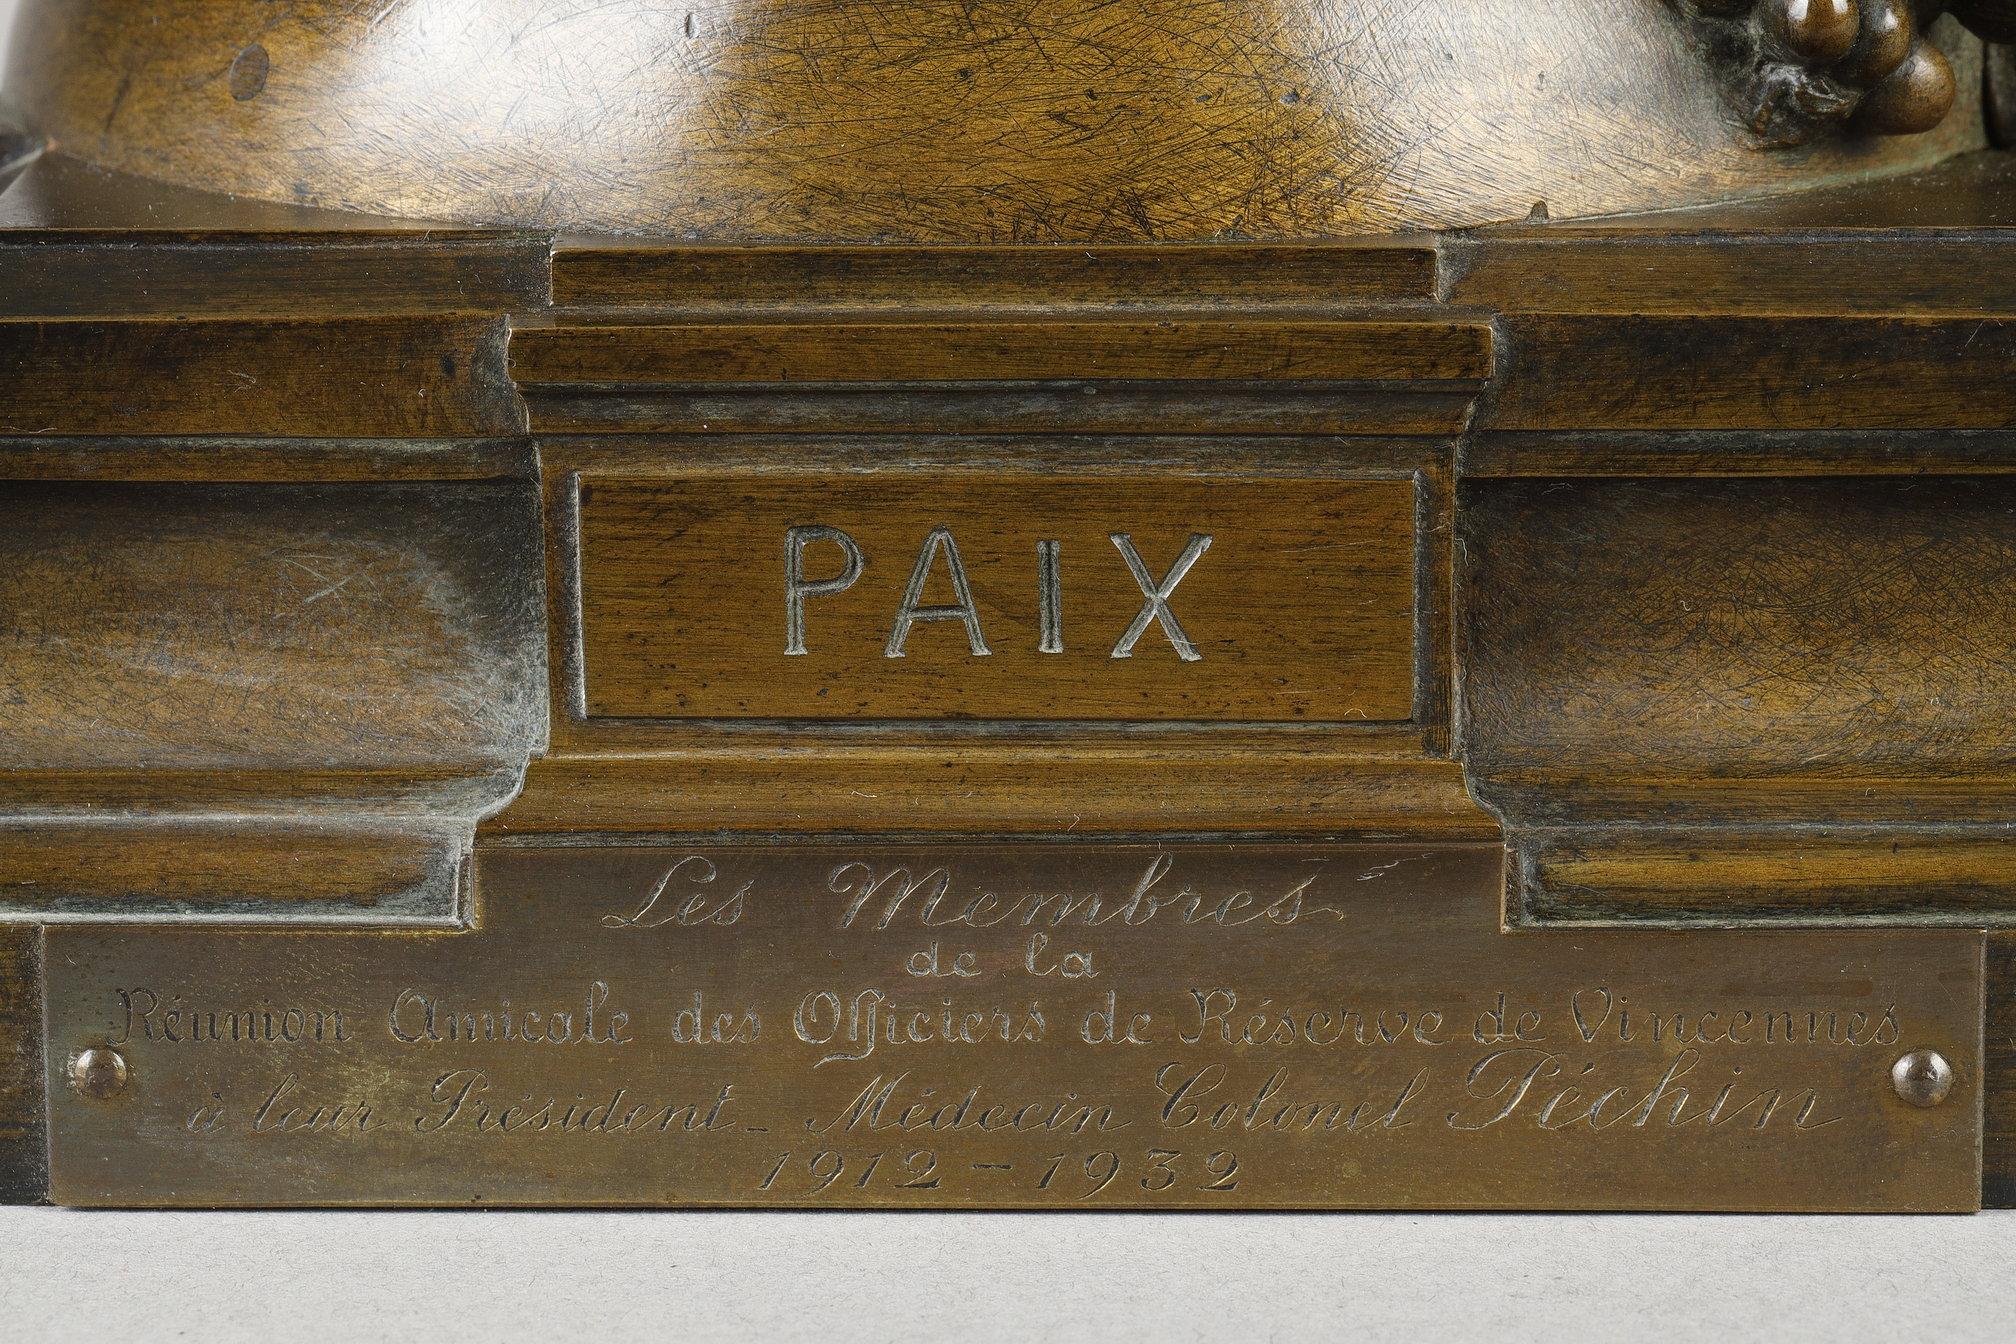 PAIX
Les Membres
de la
Réunion Amicale des Officiers de Réserve de Vincennes
à leur Président _ Médecin Colonel Péchin
1912 - 1932